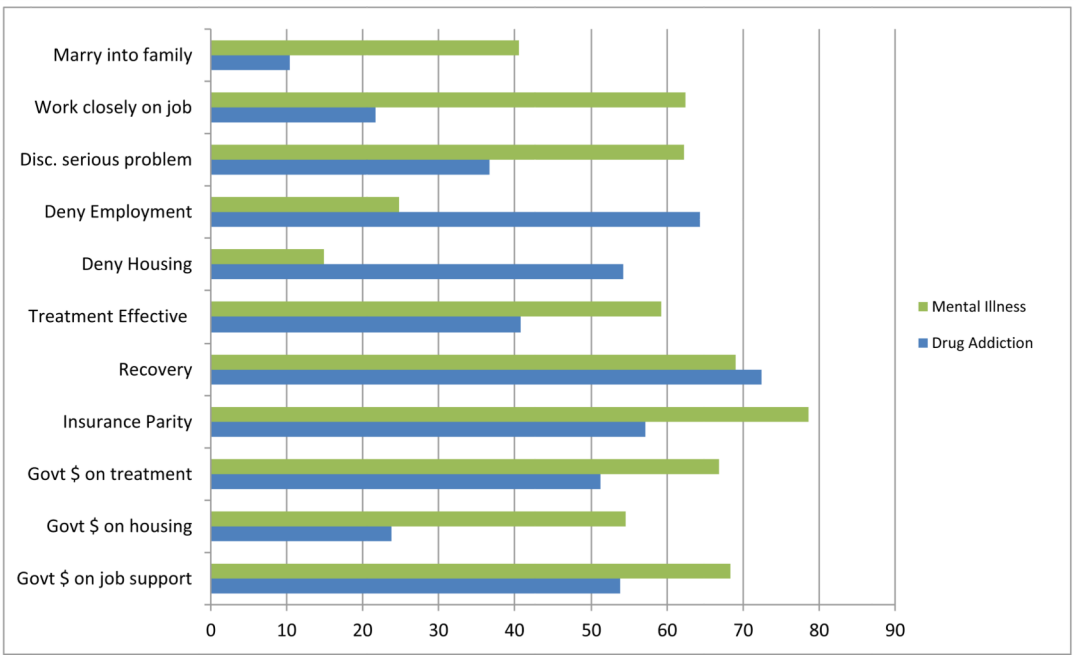 Marry into family
Work closely on job
Disc. serious problem
Deny Employment
Deny Housing
Treatment Effective
Recovery
Insurance Parity
Govt $ on treatment
Govt $ on housing
Govt $ on job support
0 10 20 30 40 50 60 70 80 90
Mental Illness
Drug Addiction